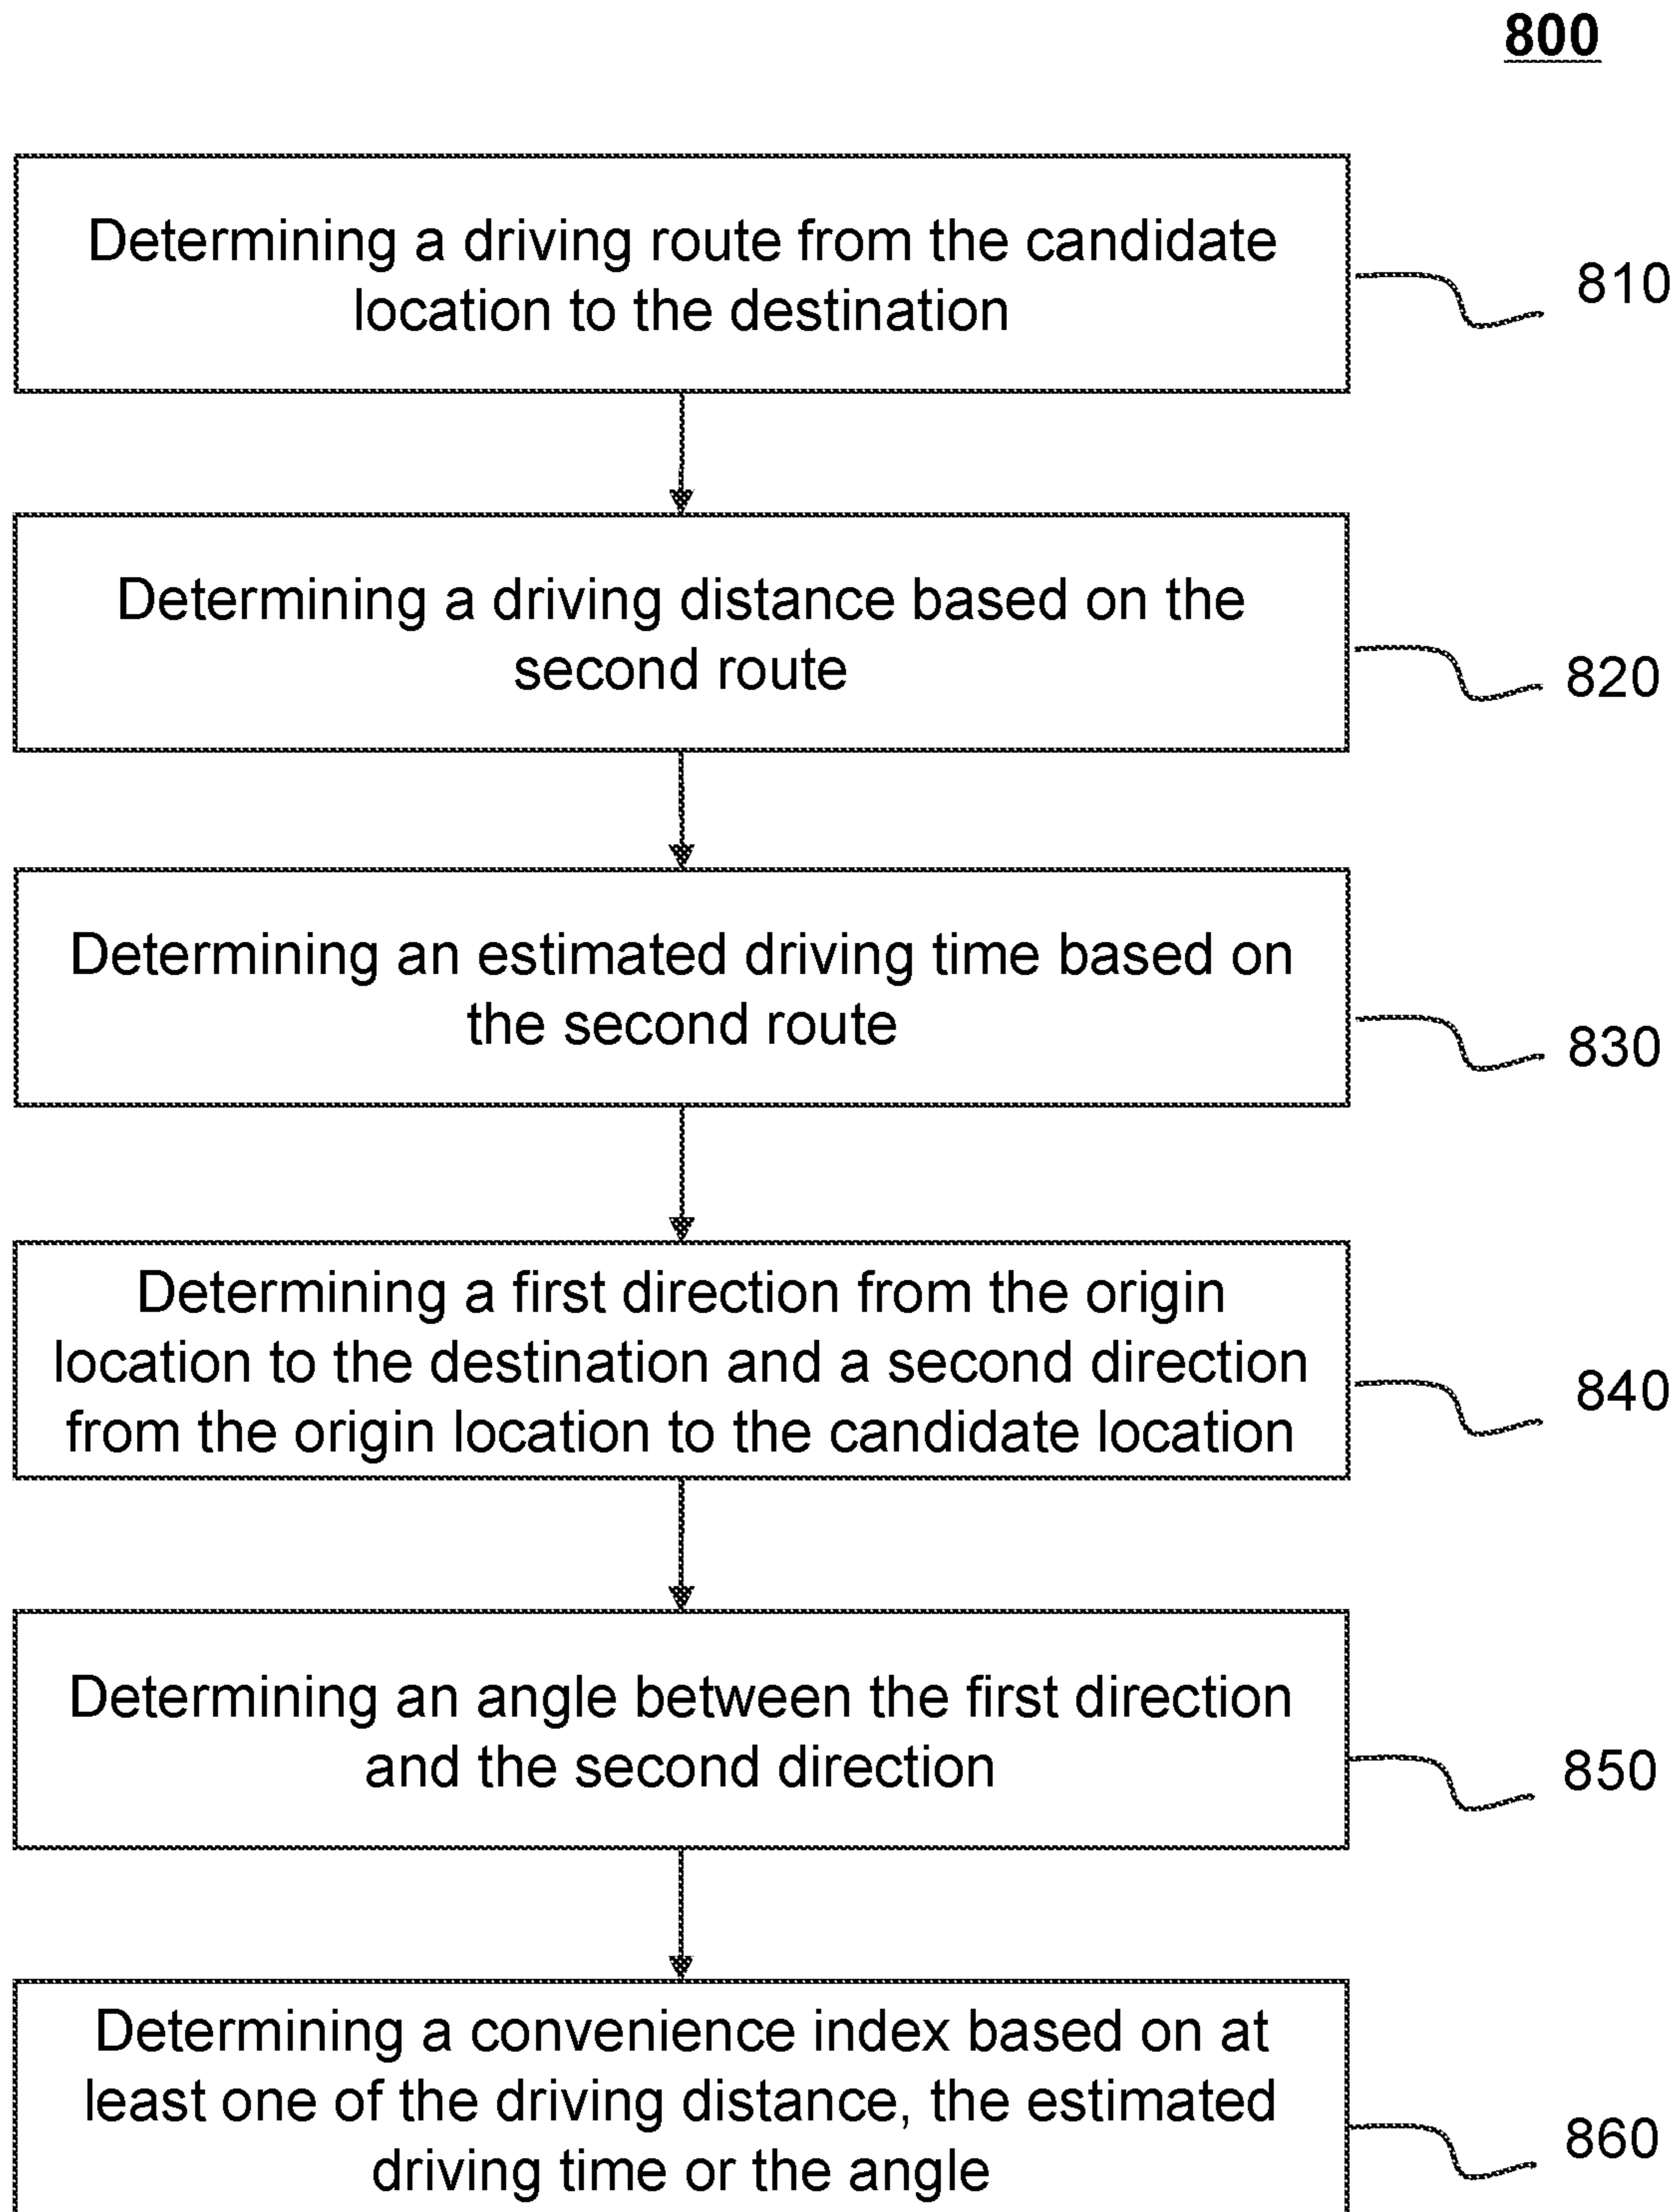 800
Determining a driving route from the candidate
location to the destination
810
Determining a driving distance based on the
second route
820
Determining an estimated driving time based on
the second route
830
Determining a first direction from the origin
location to the destination and a second direction
from the origin location to the candidate location
840
Determining an angle between the first direction
and the second direction
850
Determining a convenience index based on at
least one of the driving distance, the estimated
driving time or the angle
860